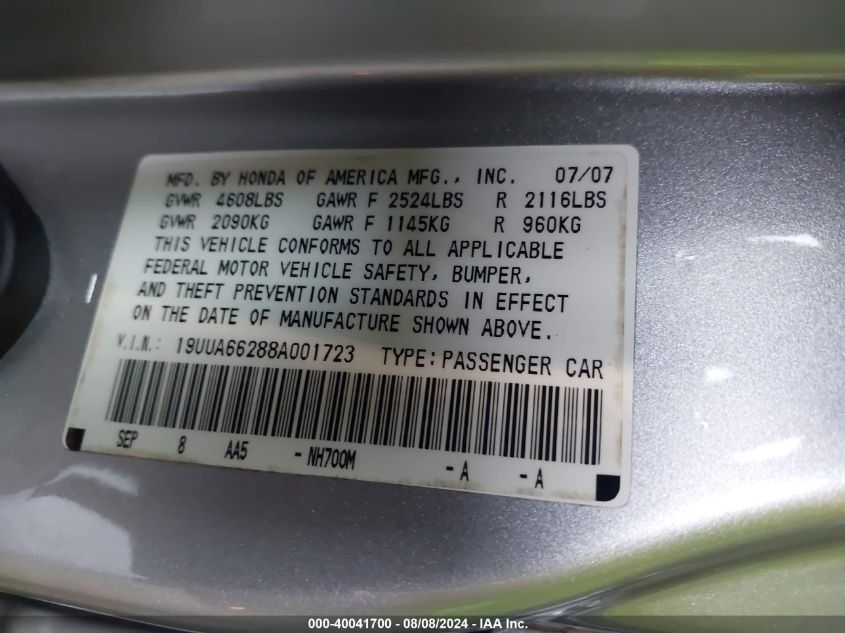 MFD. BY HONDA OF AMERICA MFG., INC. 07/07
GVWR 4608LBS GAWR F 2524LBS R 2116LBS
GVWR 2090KG GAWR F 1145KG R 960KG
THIS VEHICLE CONFORMS TO ALL APPLICABLE
FEDERAL MOTOR VEHICLE SAFETY, BUMPER,
AND THEFT PREVENTION STANDARDS IN EFFECT
ON THE DATE OF MANUFACTURE SHOWN ABOVE.
V.I.N.: 19UUA66288A001723 TYPE:PASSENGER CAR
SEP 8 AA5 -NH700M -A -A
000-40041700 - 08/08/2024 - IAA Inc.